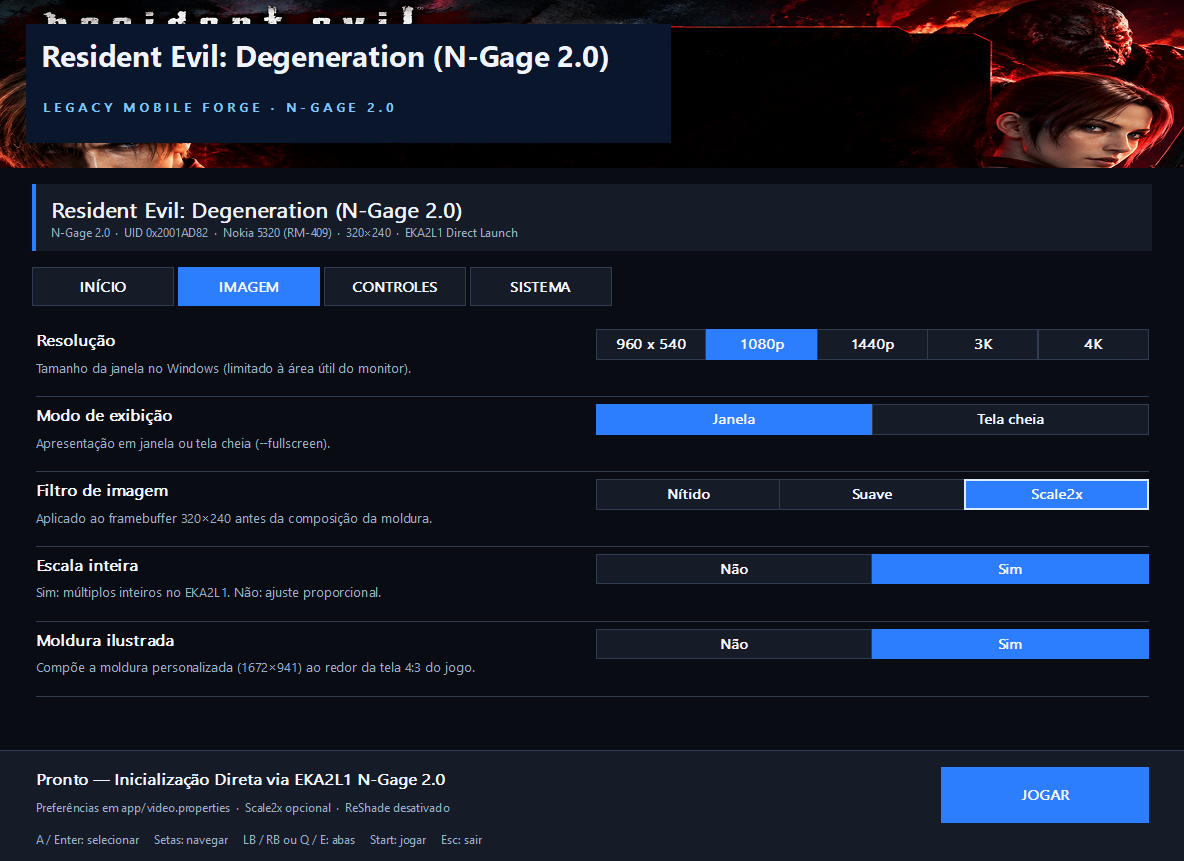 resident evil
Resident Evil: Degeneration (N-Gage 2.0)
LEGACY MOBILE FORGE · N-GAGE 2.0
Resident Evil: Degeneration (N-Gage 2.0)
N-Gage 2.0 · UID 0x2001AD82 · Nokia 5320 (RM-409) · 320×240 · EKA2L1 Direct Launch
INÍCIO IMAGEM CONTROLES SISTEMA
Resolução 960 x 540 1080p 1440p 3K 4K
Tamanho da janela no Windows (limitado à área útil do monitor).
Modo de exibição Janela Tela cheia
Apresentação em janela ou tela cheia (--fullscreen).
Filtro de imagem Nítido Suave Scale2x
Aplicado ao framebuffer 320×240 antes da composição da moldura.
Escala inteira Não Sim
Sim: múltiplos inteiros no EKA2L1. Não: ajuste proporcional.
Moldura ilustrada Não Sim
Compõe a moldura personalizada (1672×941) ao redor da tela 4:3 do jogo.
Pronto — Inicialização Direta via EKA2L1 N-Gage 2.0
JOGAR
Preferências em app/video.properties · Scale2x opcional · ReShade desativado
A / Enter: selecionar Setas: navegar LB / RB ou Q / E: abas Start: jogar Esc: sair